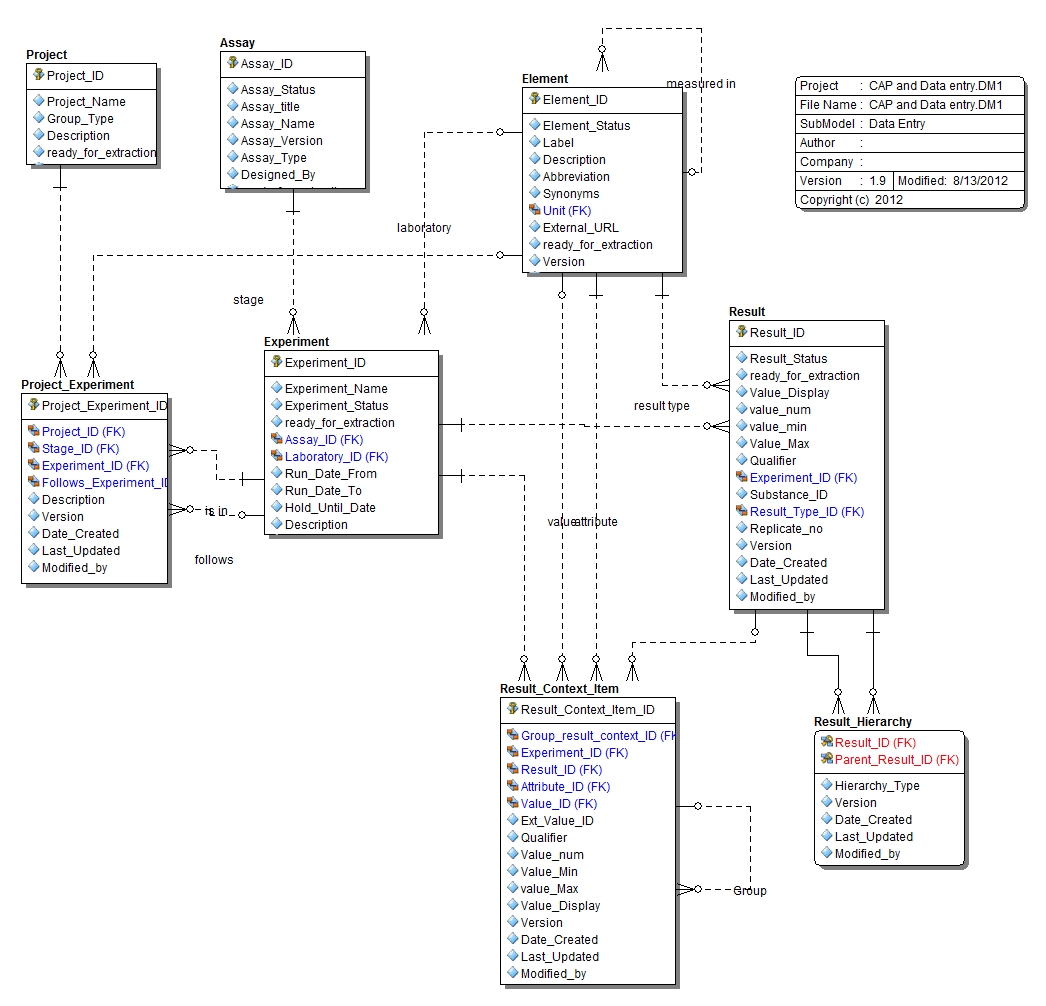 Project
Project_ID
Project_Name
Group_Type
Description
ready_for_extraction
Assay
Assay_ID
Assay_Status
Assay_title
Assay_Name
Assay_Version
Assay_Type
Designed_By
Element
Element_ID
Element_Status
Label
Description
Abbreviation
Synonyms
Unit (FK)
External_URL
ready_for_extraction
Version
measured in
Project : CAP and Data entry.DM1
File Name : CAP and Data entry.DM1
SubModel : Data Entry
Author :
Company :
Version : 1.9 Modified: 8/13/2012
Copyright (c) 2012
laboratory
stage
Project_Experiment
Project_Experiment_ID
Project_ID (FK)
Stage_ID (FK)
Experiment_ID (FK)
Follows_Experiment_ID
Description
Version
Date_Created
Last_Updated
Modified_by
is in
follows
Experiment
Experiment_ID
Experiment_Name
Experiment_Status
ready_for_extraction
Assay_ID (FK)
Laboratory_ID (FK)
Run_Date_From
Run_Date_To
Hold_Until_Date
Description
result type
value
attribute
Result
Result_ID
Result_Status
ready_for_extraction
Value_Display
value_num
value_min
Value_Max
Qualifier
Experiment_ID (FK)
Substance_ID
Result_Type_ID (FK)
Replicate_no
Version
Date_Created
Last_Updated
Modified_by
Result_Context_Item
Result_Context_Item_ID
Group_result_context_ID (FK
Experiment_ID (FK)
Result_ID (FK)
Attribute_ID (FK)
Value_ID (FK)
Ext_Value_ID
Qualifier
Value_num
Value_Min
value_Max
Value_Display
Version
Date_Created
Last_Updated
Modified_by
Group
Result_Hierarchy
Result_ID (FK)
Parent_Result_ID (FK)
Hierarchy_Type
Version
Date_Created
Last_Updated
Modified_by